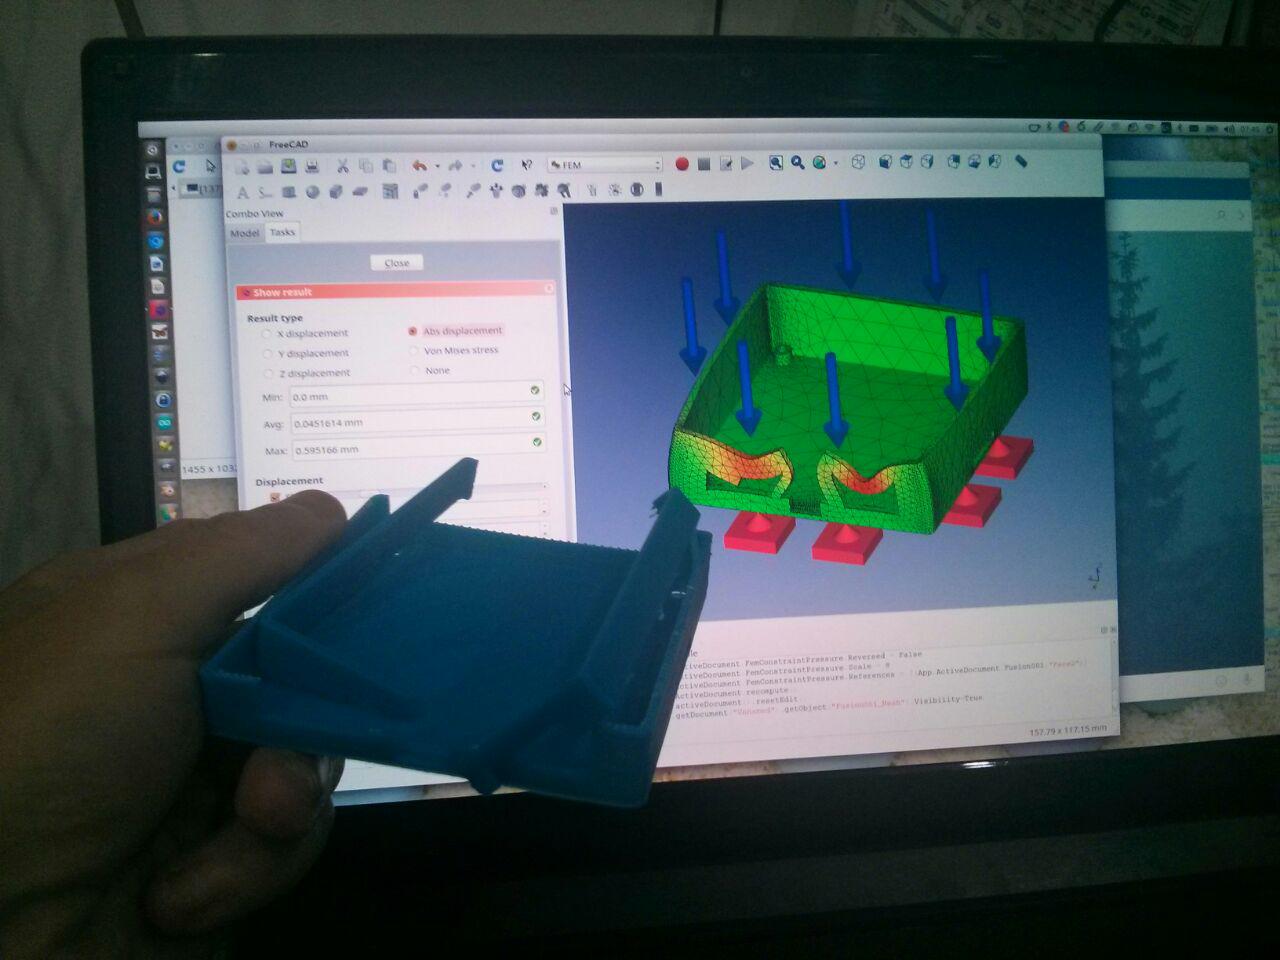 07:45
FreeCAD
FEM
Combo View
Model Tasks
Close
Show result
Result type
X displacement Abs displacement
Y displacement Von Mises stress
Z displacement None
Min: 0.0 mm
Avg: 0.0451614 mm
Max: 0.595166 mm
1455 x 103
Displacement
ActiveDocument.FemConstraintPressure.Reversed = False
ActiveDocument.FemConstraintPressure.Scale =
ActiveDocument.FemConstraintPressure.References = [(App.ActiveDocument.Fusion001,"Face2")]
ActiveDocument.recompute
activeDocument().resetEdit
getDocument("Unnamed").getObject("Fusion001_Mesh").Visibility=True
157.79 x 117.15 mm